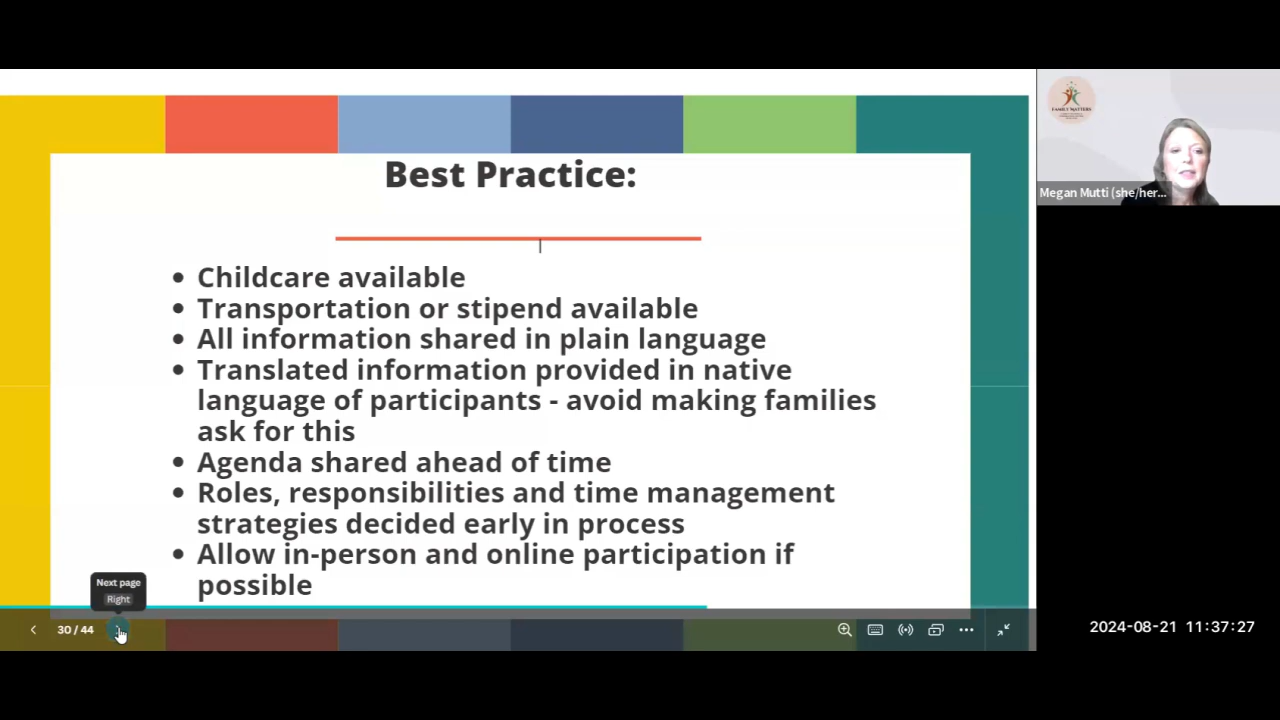 Best Practice:
• Childcare available
• Transportation or stipend available
• All information shared in plain language
• Translated information provided in native
language of participants - avoid making families
ask for this
• Agenda shared ahead of time
• Roles, responsibilities and time management
strategies decided early in process
• Allow in-person and online participation if
possible
Next page
Right
30 / 44
FAMILY MATTERS
Megan Mutti (she/her...
2024-08-21 11:37:27